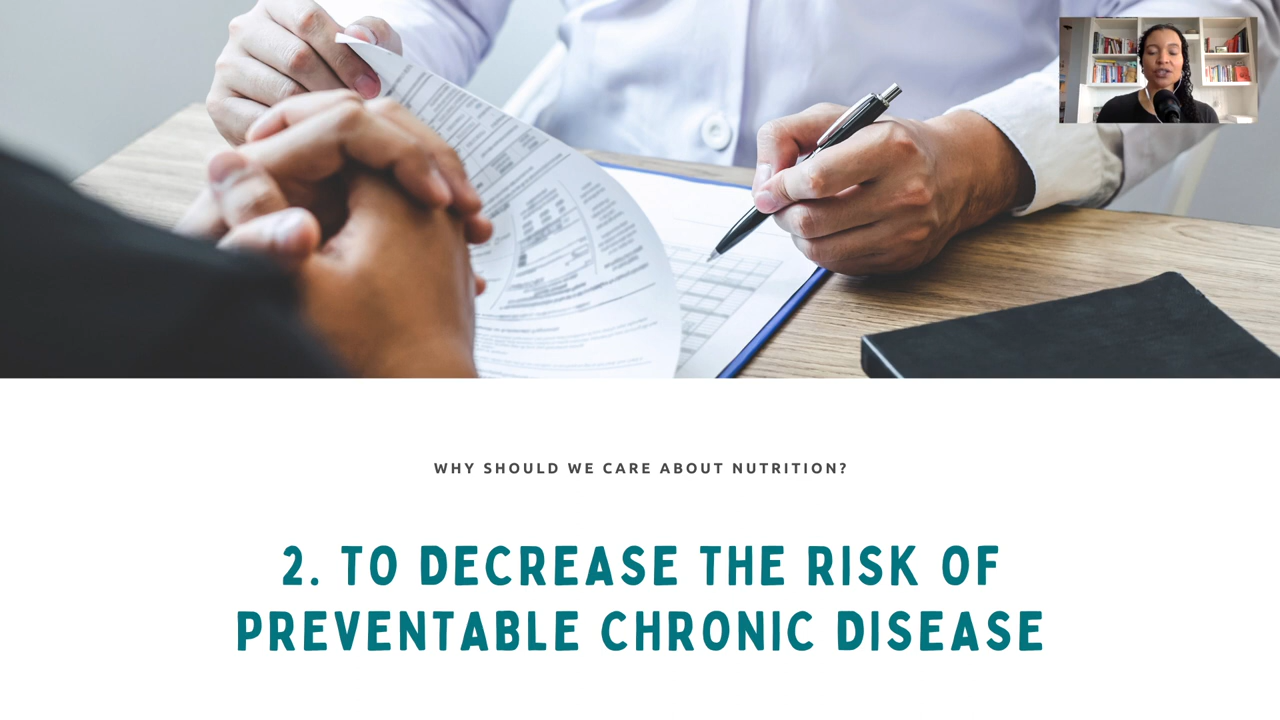 WHY SHOULD WE CARE ABOUT NUTRITION?
2. TO DECREASE THE RISK OF
PREVENTABLE CHRONIC DISEASE